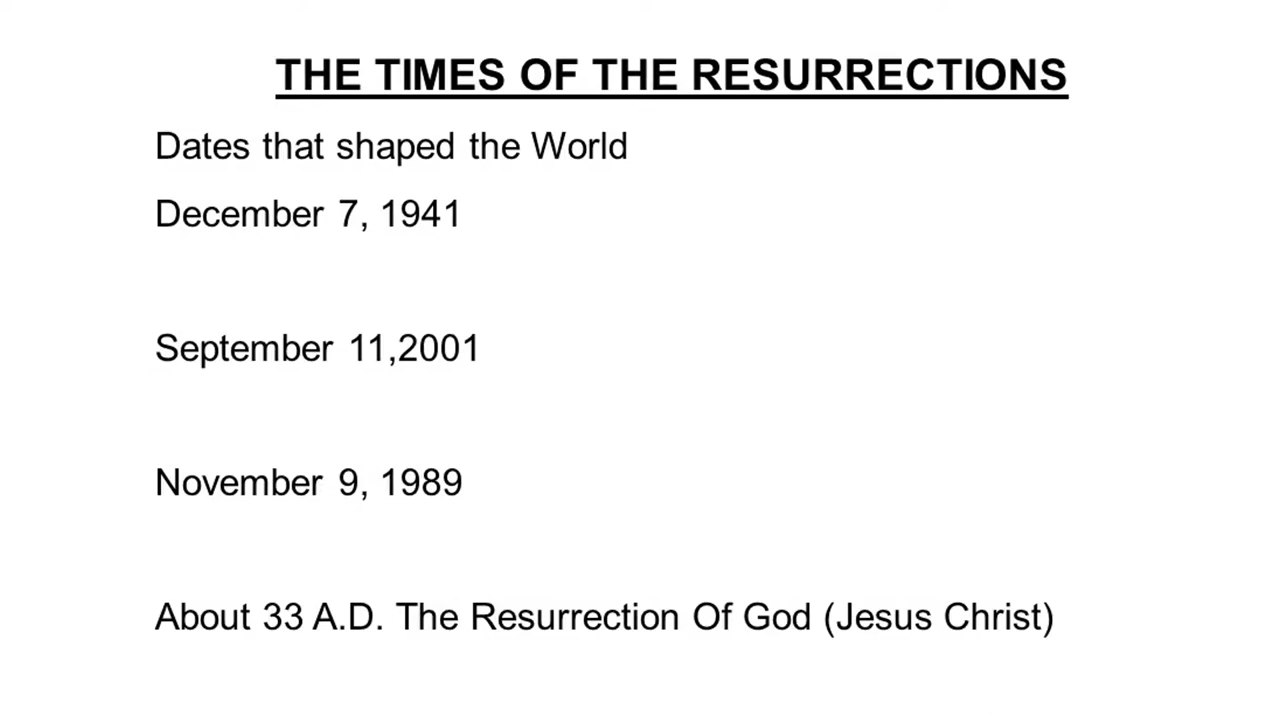 THE TIMES OF THE RESURRECTIONS
Dates that shaped the World
December 7, 1941
September 11,2001
November 9, 1989
About 33 A.D. The Resurrection Of God (Jesus Christ)